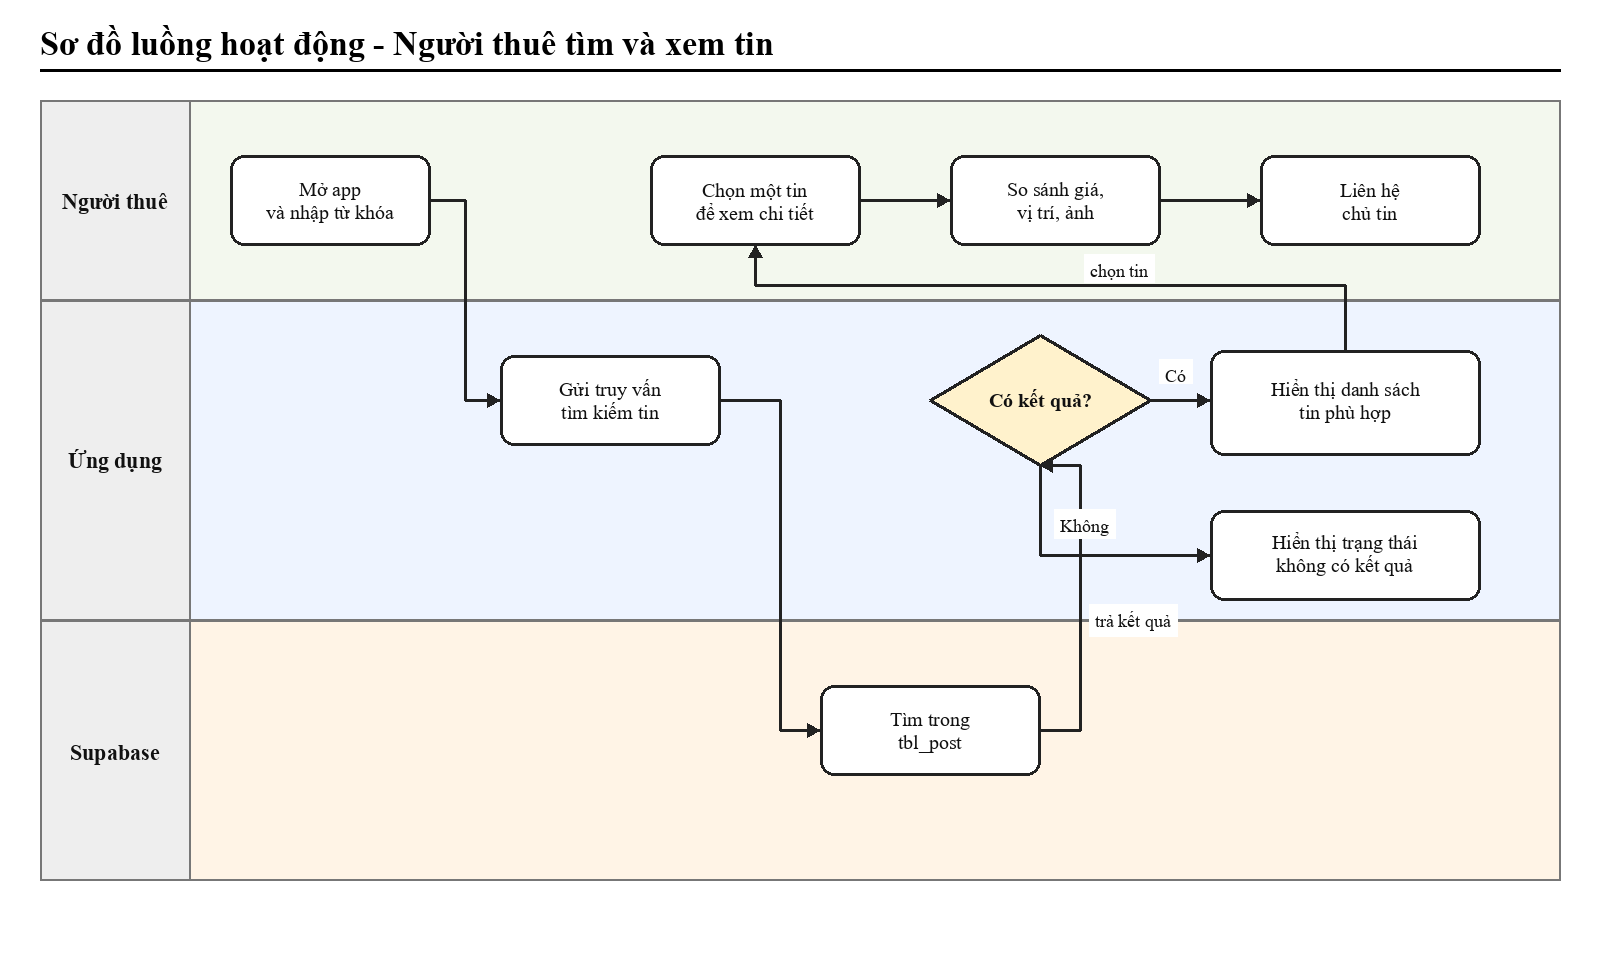 Sơ đồ luồng hoạt động - Người thuê tìm và xem tin
Người thuê
Mở app
và nhập từ khóa
Chọn một tin
để xem chi tiết
So sánh giá,
vị trí, ảnh
Liên hệ
chủ tin
chọn tin
Ứng dụng
Gửi truy vấn
tìm kiếm tin
Có kết quả?
Có
Hiển thị danh sách
tin phù hợp
Không
Hiển thị trạng thái
không có kết quả
trả kết quả
Supabase
Tìm trong
tbl_post